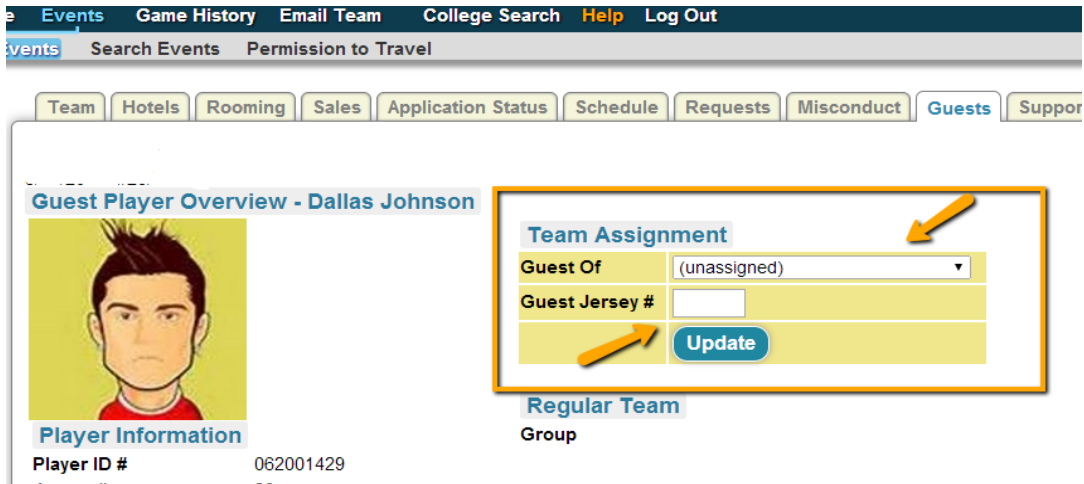 Events Game History Email Team College Search Help Log Out
Search Events Permission to Travel
Team Hotels Rooming Sales Application Status Schedule Requests Misconduct Guests
Guest Player Overview - Dallas Johnson
Team Assignment
Guest Of (unassigned)
Guest Jersey #
Update
Regular Team
Group
Player Information
Player ID # 062001429